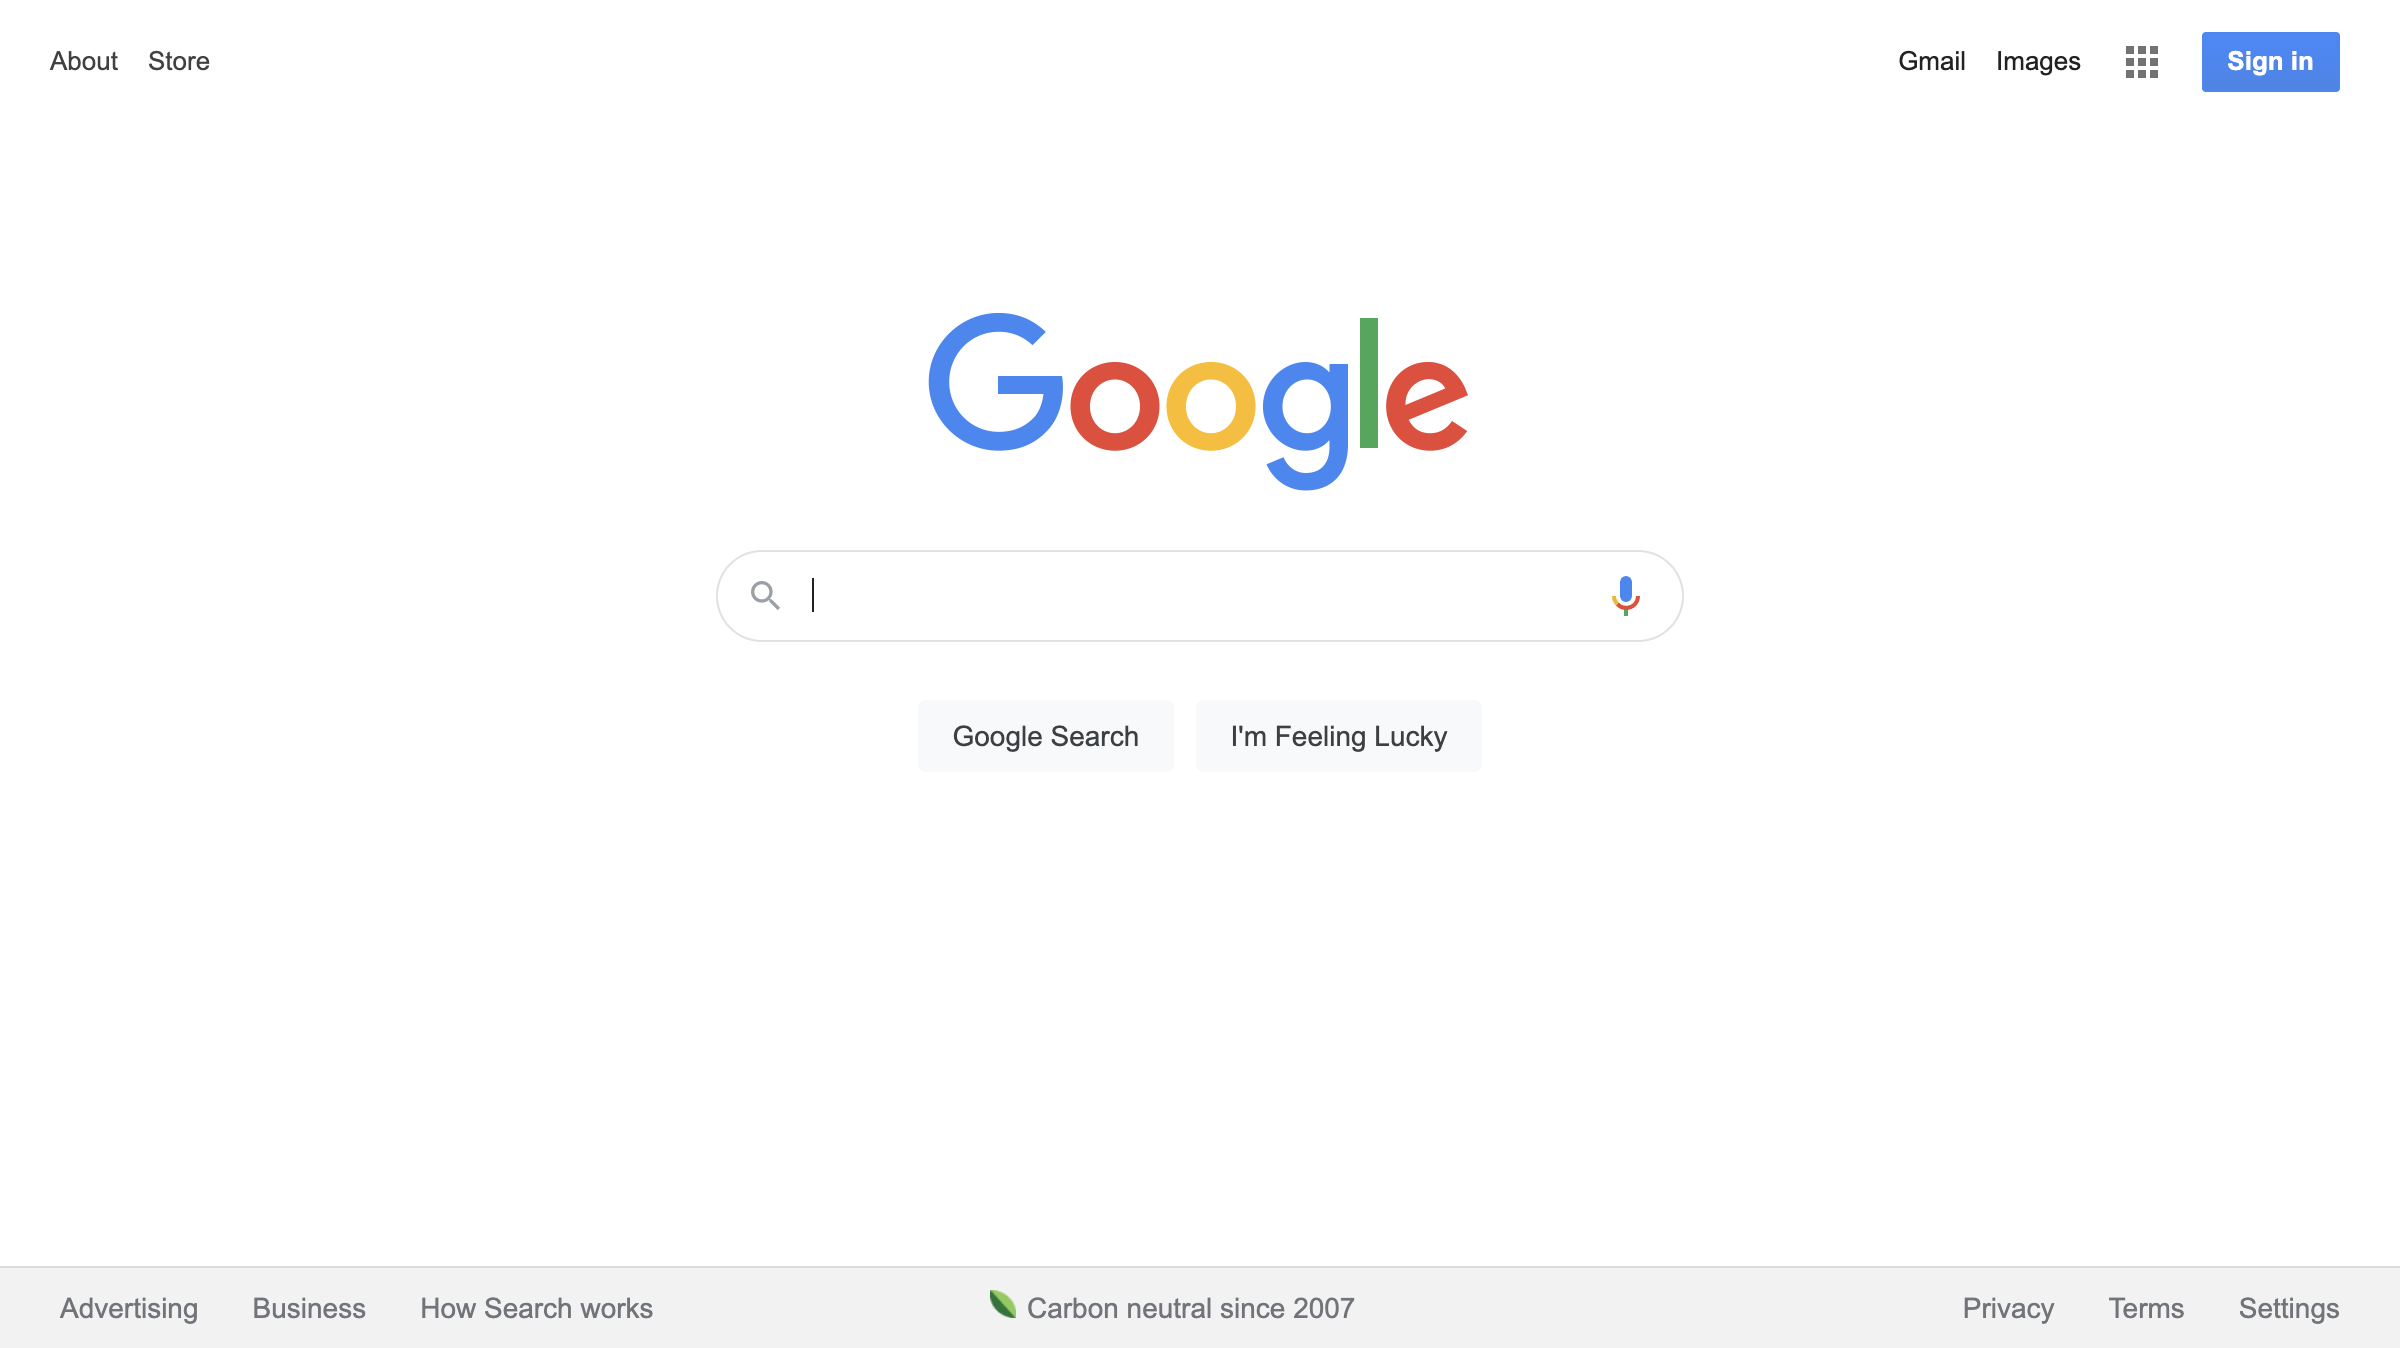 About Store Gmail Images Sign in
Google
Google Search I'm Feeling Lucky
Advertising Business How Search works Carbon neutral since 2007 Privacy Terms Settings